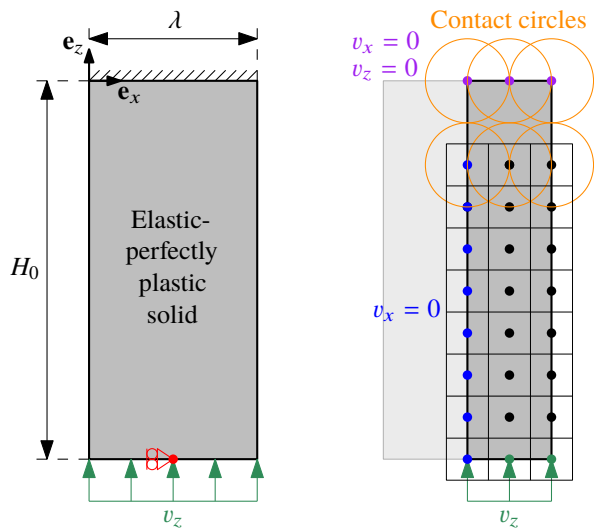 λ
e_z
e_x
H_0
Elastic-
perfectly
plastic
solid
v_z
Contact circles
v_x = 0
v_z = 0
v_x = 0
v_z